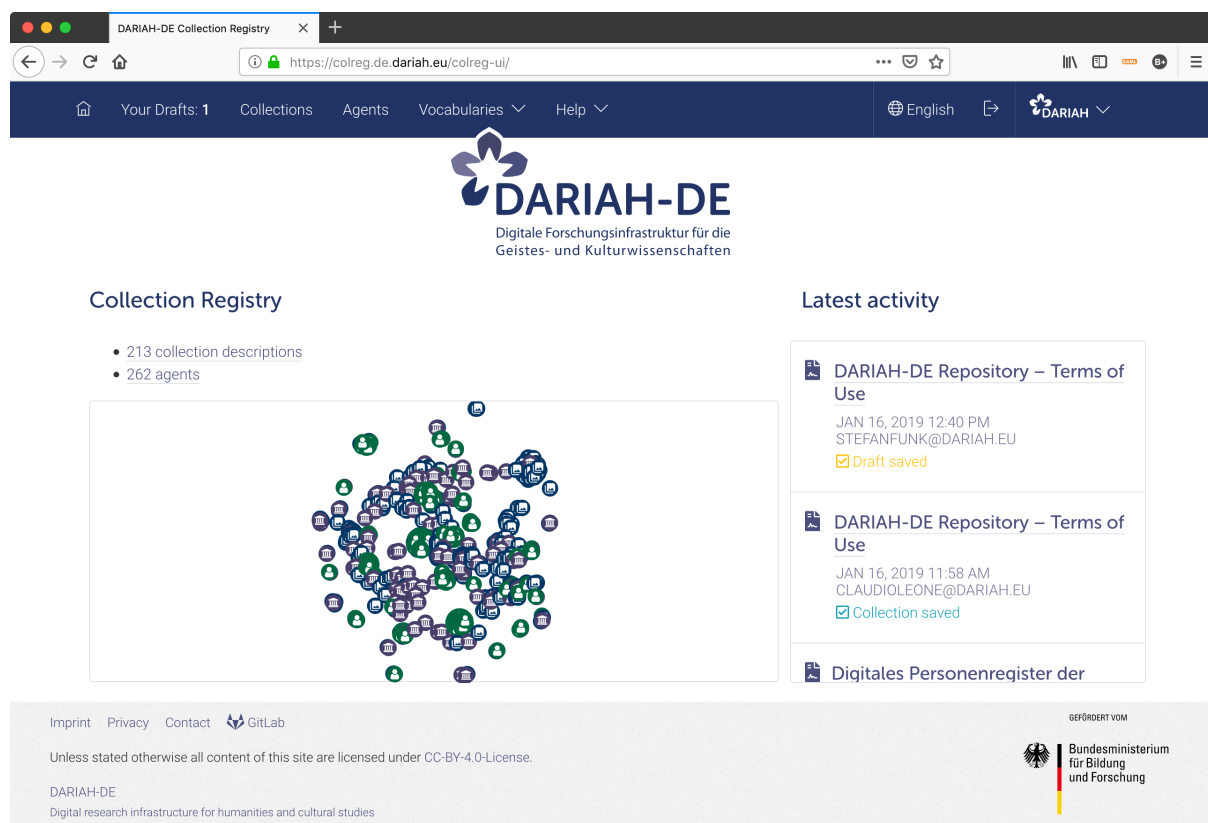 DARIAH-DE Collection Registry
https://colreg.de.dariah.eu/colreg-ui/
Your Drafts: 1 Collections Agents Vocabularies Help English DARIAH
DARIAH-DE
Digitale Forschungsinfrastruktur für die
Geistes- und Kulturwissenschaften
Collection Registry
213 collection descriptions
262 agents
Latest activity
DARIAH-DE Repository – Terms of
Use
JAN 16, 2019 12:40 PM
STEFANFUNK@DARIAH.EU
Draft saved
DARIAH-DE Repository – Terms of
Use
JAN 16, 2019 11:58 AM
CLAUDIOLEONE@DARIAH.EU
Collection saved
Digitales Personenregister der
Imprint Privacy Contact GitLab
Unless stated otherwise all content of this site are licensed under CC-BY-4.0-License.
DARIAH-DE
Digital research infrastructure for humanities and cultural studies
GEFÖRDERT VOM
Bundesministerium
für Bildung
und Forschung